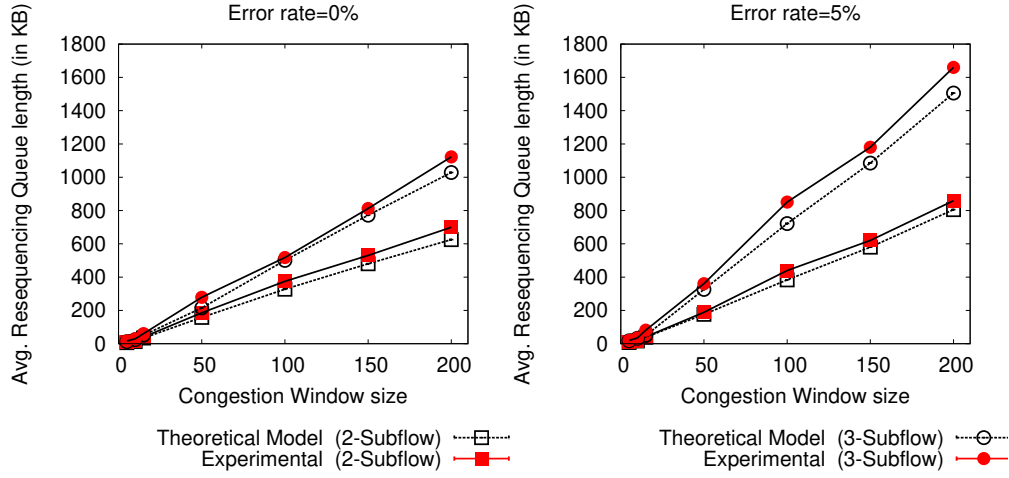 Error rate=0%
Avg. Resequencing Queue length (in KB)
1800
1600
1400
1200
1000
800
600
400
200
0
0 50 100 150 200
Congestion Window size
Error rate=5%
Avg. Resequencing Queue length (in KB)
1800
1600
1400
1200
1000
800
600
400
200
0
0 50 100 150 200
Congestion Window size
Theoretical Model (2-Subflow)
Experimental (2-Subflow)
Theoretical Model (3-Subflow)
Experimental (3-Subflow)